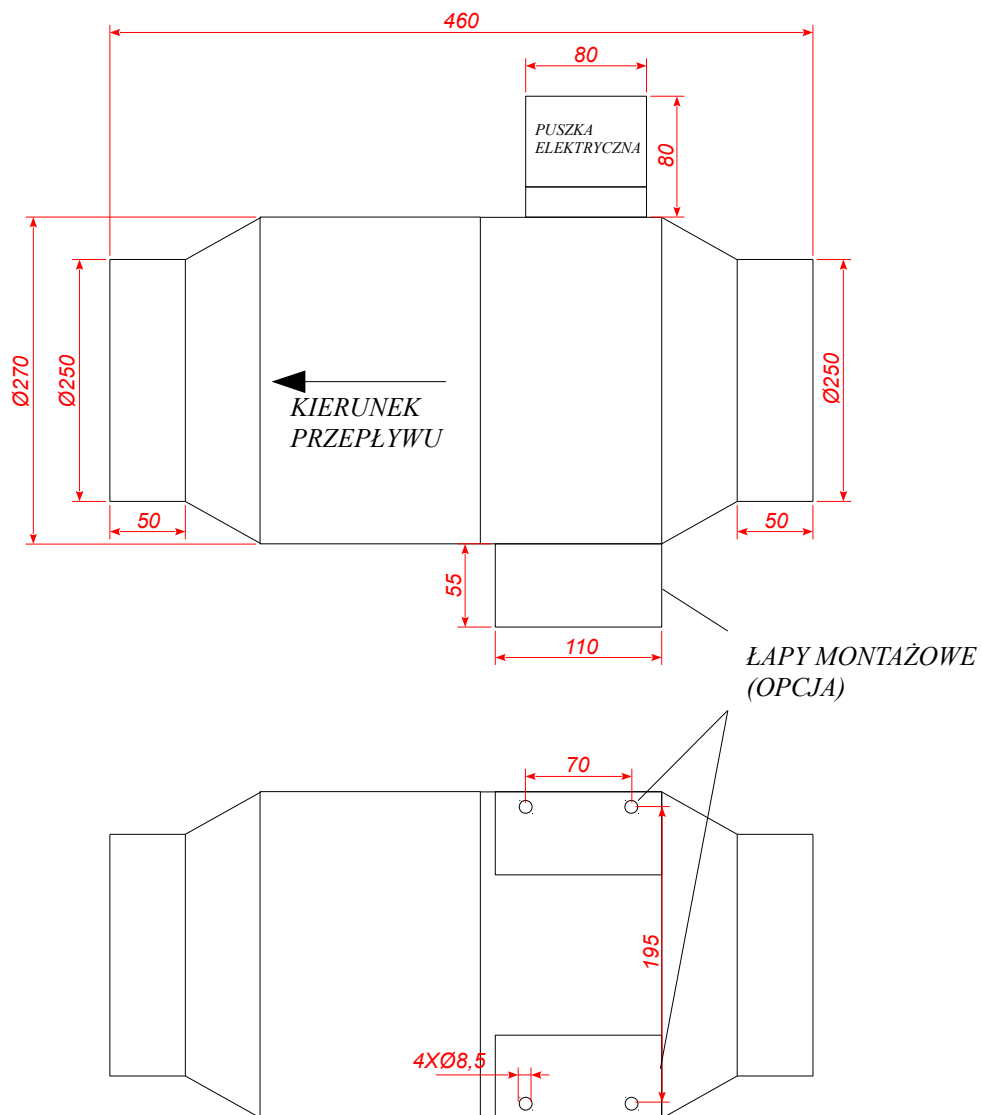 460
80
PUSZKA
ELEKTRYCZNA
80
Ø270
Ø250
Ø250
KIERUNEK
PRZEPŁYWU
50
50
55
110
ŁAPY MONTAŻOWE
(OPCJA)
70
195
4XØ8,5